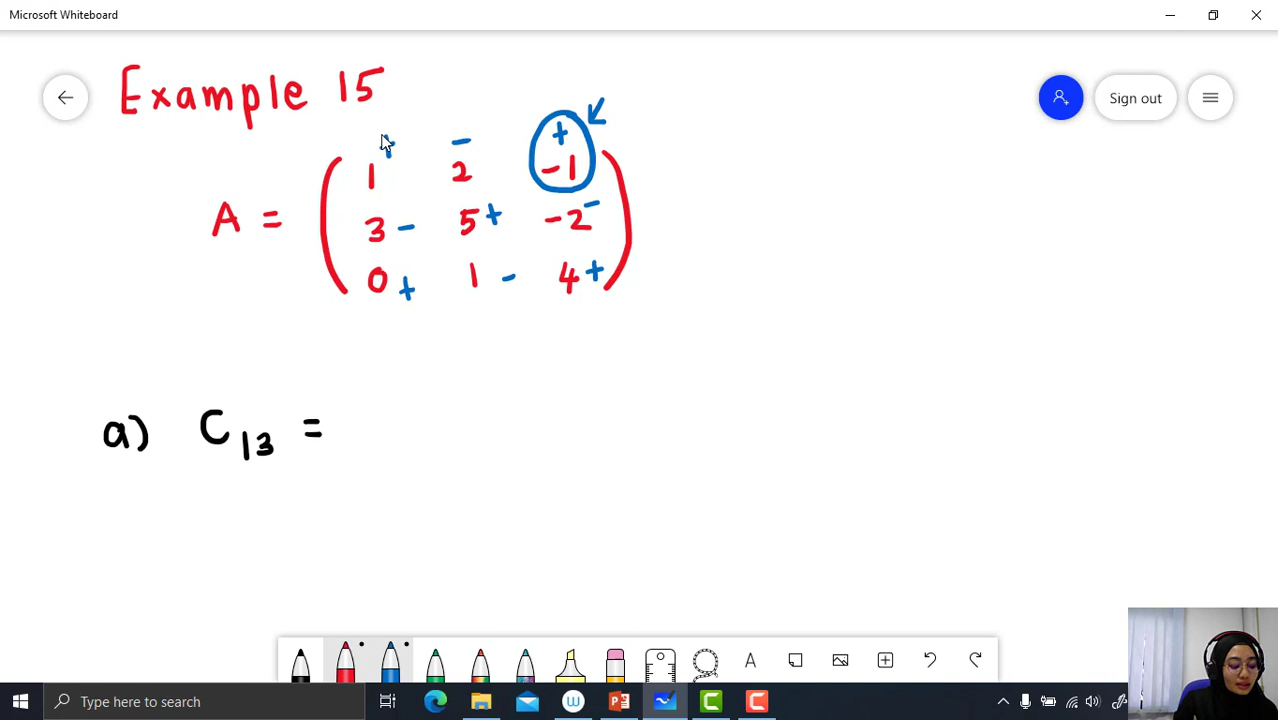 Microsoft Whiteboard
Example 15
Sign out
+ - +
1 2 -1
A = 3 - 5 + -2 -
0 + 1 - 4 +
a) C13 =
A
Type here to search